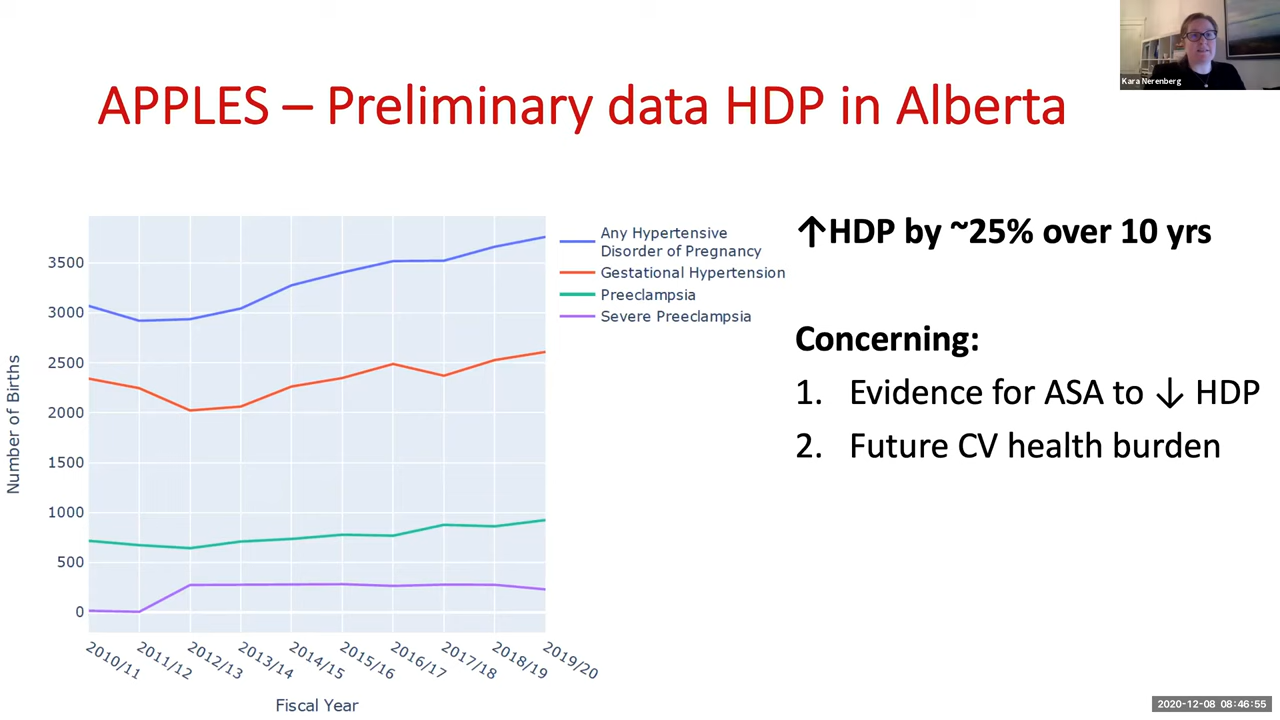 Kara Nerenberg
APPLES – Preliminary data HDP in Alberta
Any Hypertensive
Disorder of Pregnancy
Gestational Hypertension
Preeclampsia
Severe Preeclampsia
3500
3000
2500
2000
1500
1000
500
0
Number of Births
2010/11
2011/12
2012/13
2013/14
2014/15
2015/16
2016/17
2017/18
2018/19
2019/20
Fiscal Year
↑HDP by ~25% over 10 yrs
Concerning:
1. Evidence for ASA to ↓ HDP
2. Future CV health burden
2020-12-08 08:46:55